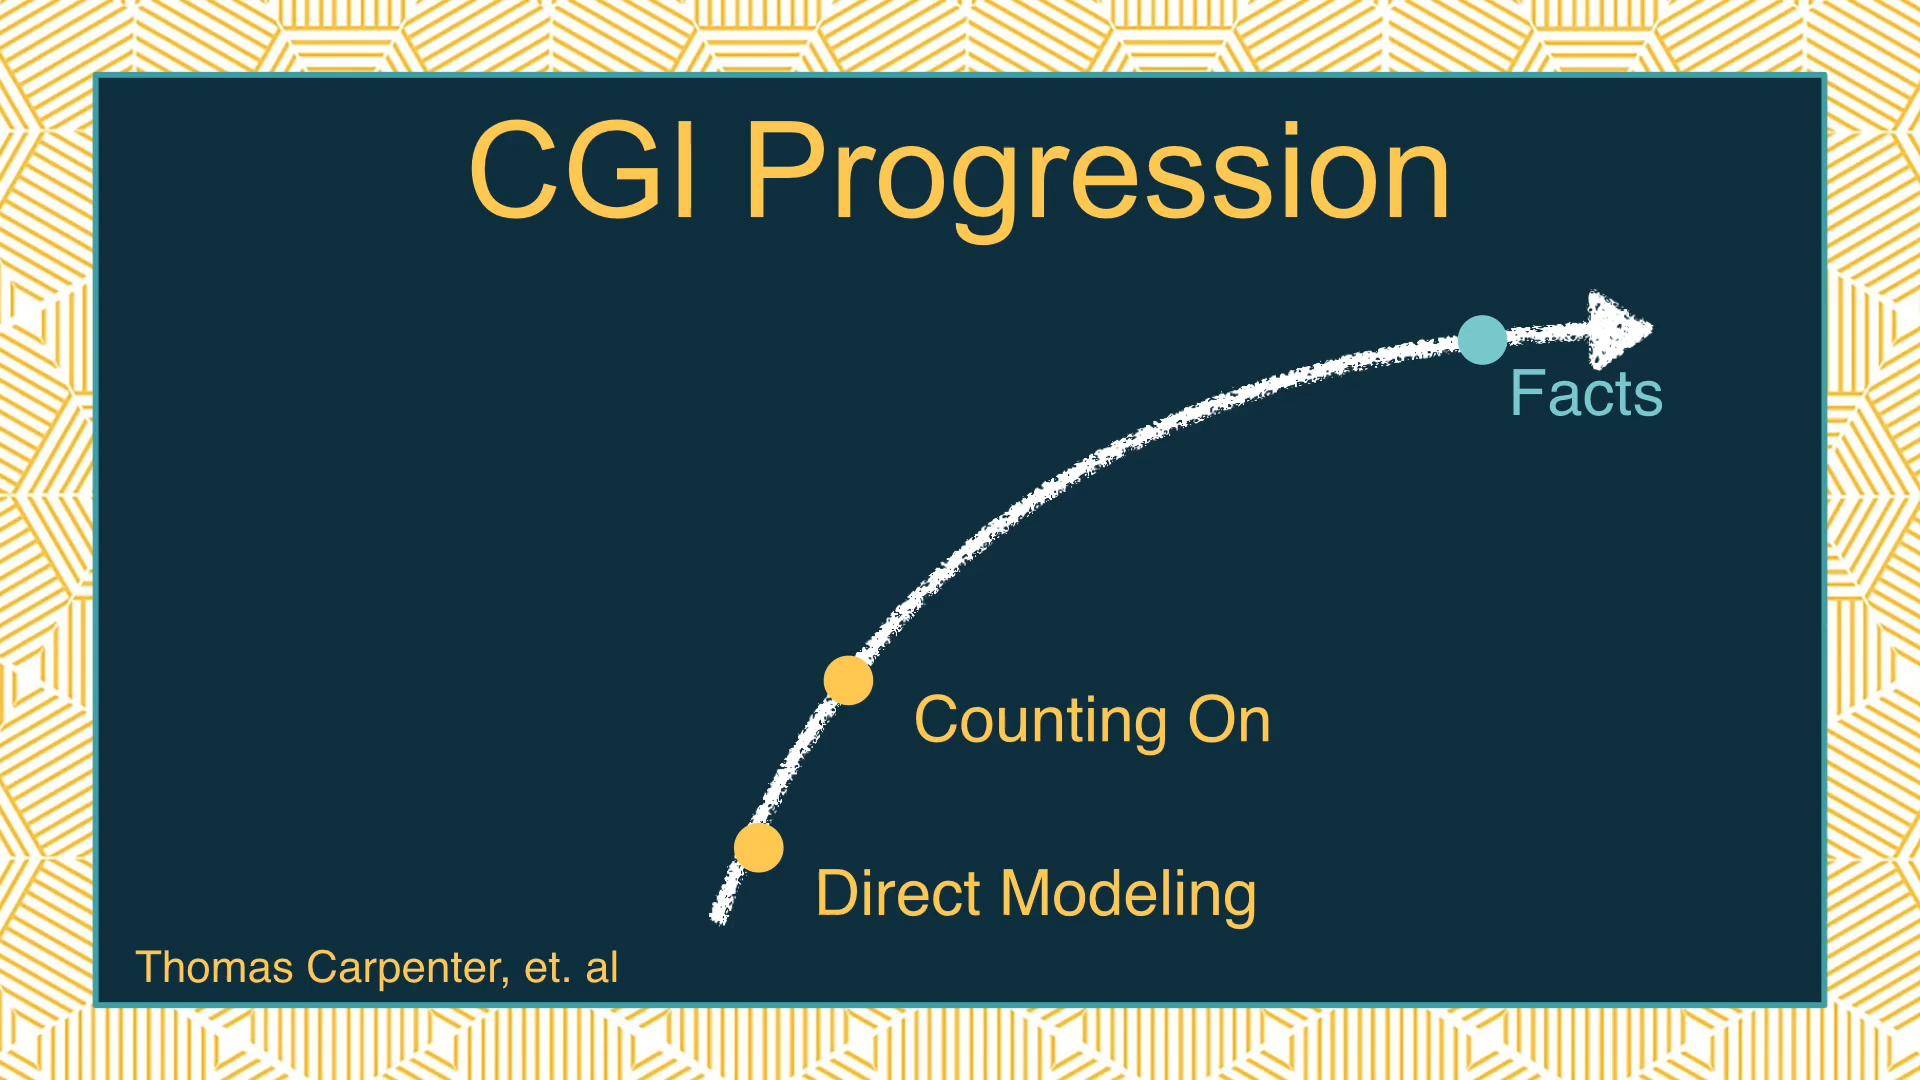 CGI Progression
Facts
Counting On
Direct Modeling
Thomas Carpenter, et. al